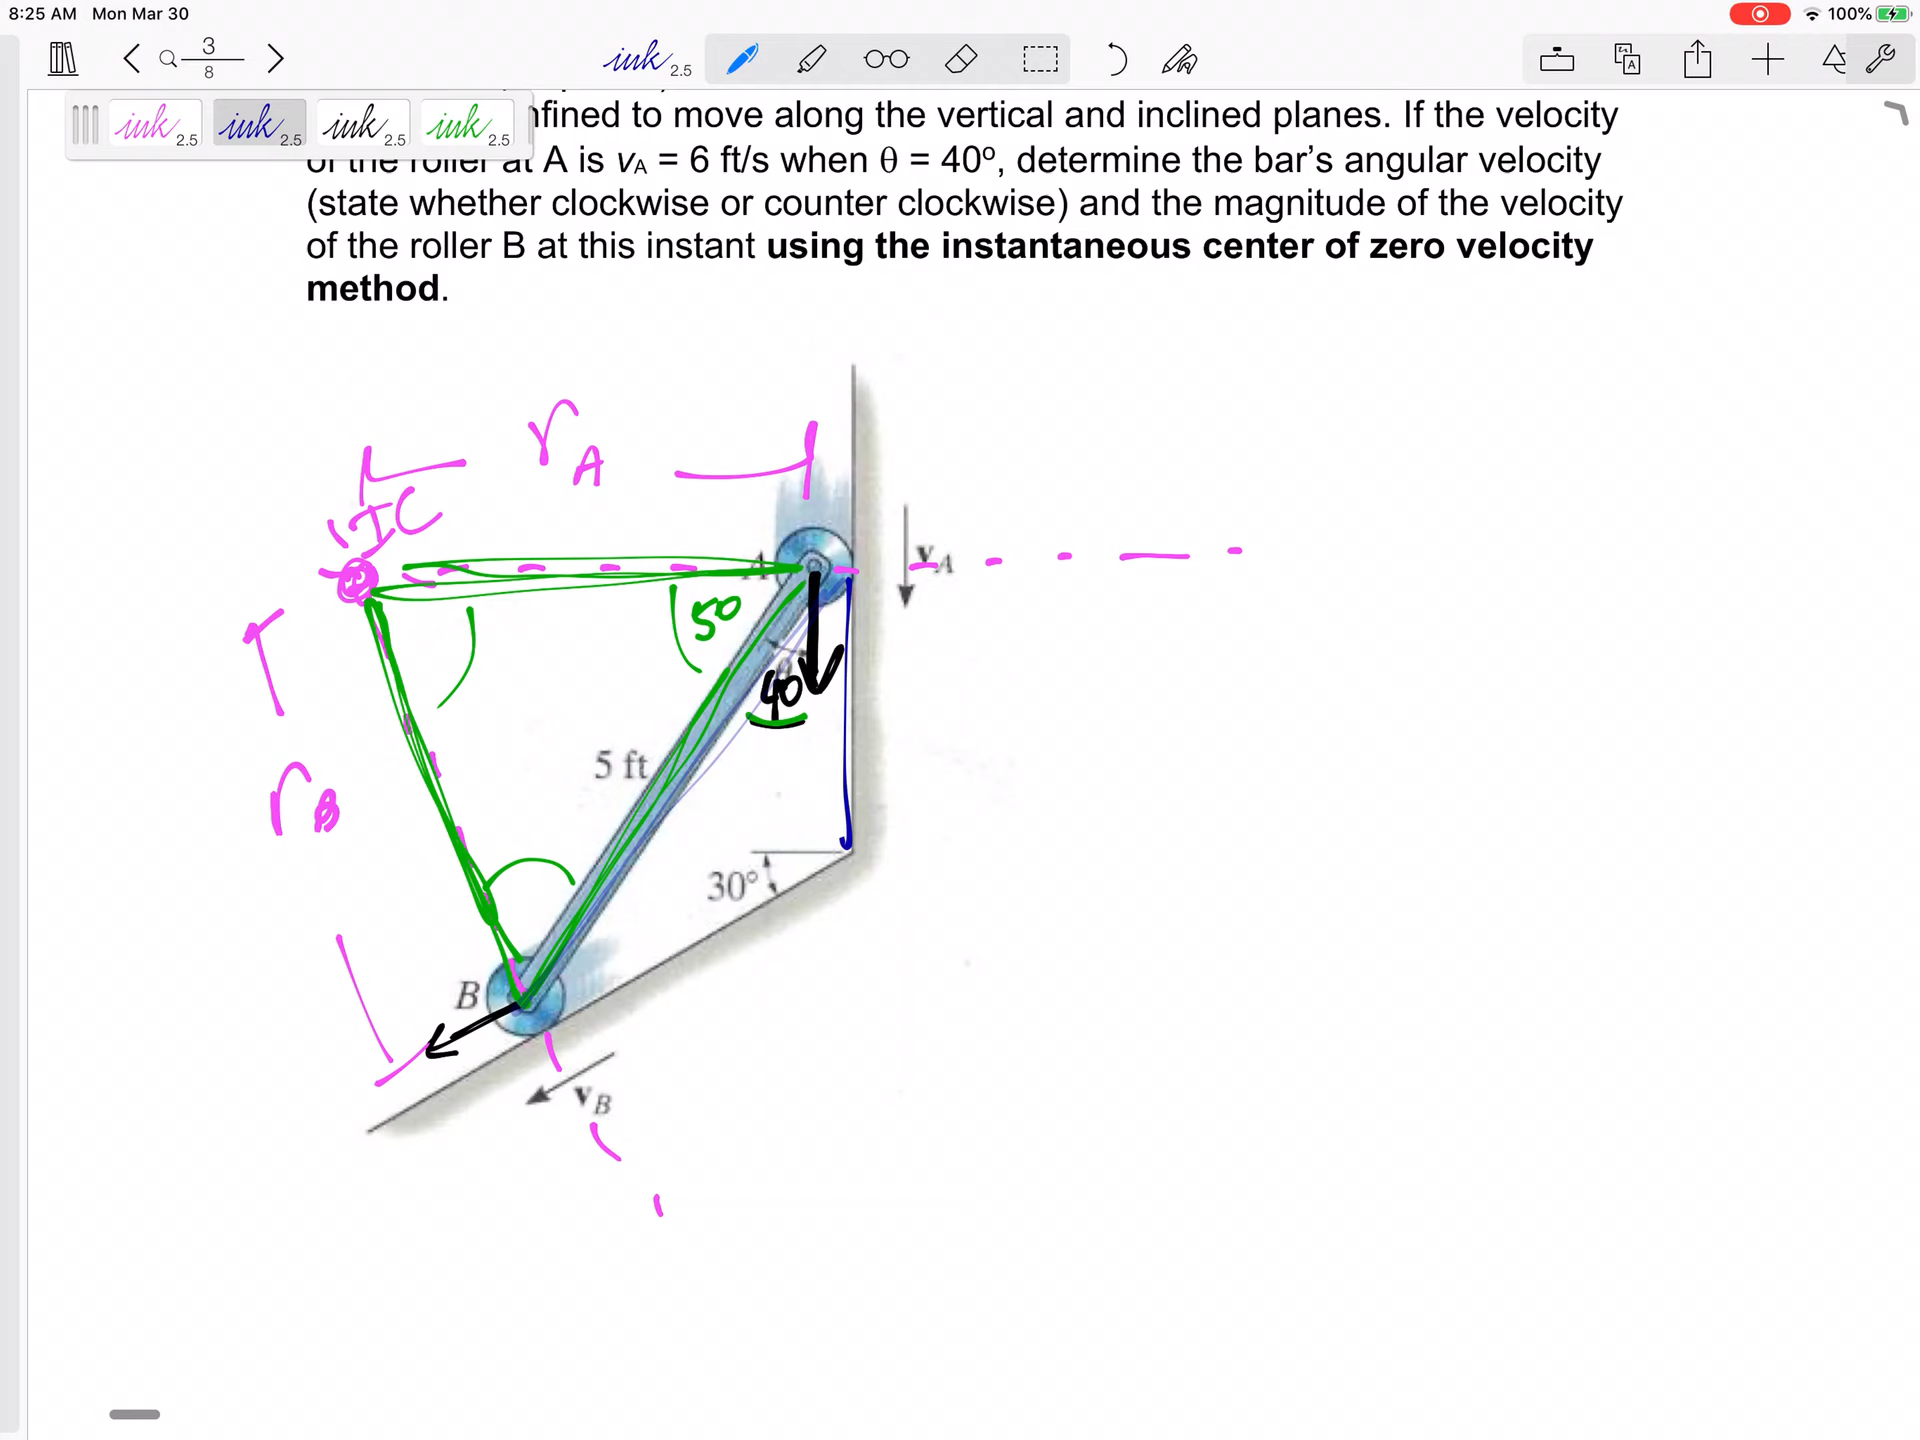 8:25 AM Mon Mar 30
100%
3
8
ink 2.5
ink 2.5 ink 2.5 ink 2.5 ink 2.5
nfined to move along the vertical and inclined planes. If the velocity
of the roller at A is vA = 6 ft/s when θ = 40º, determine the bar’s angular velocity
(state whether clockwise or counter clockwise) and the magnitude of the velocity
of the roller B at this instant using the instantaneous center of zero velocity
method.
rA
IC
A
vA
50
40
5 ft
rB
30°
B
vB